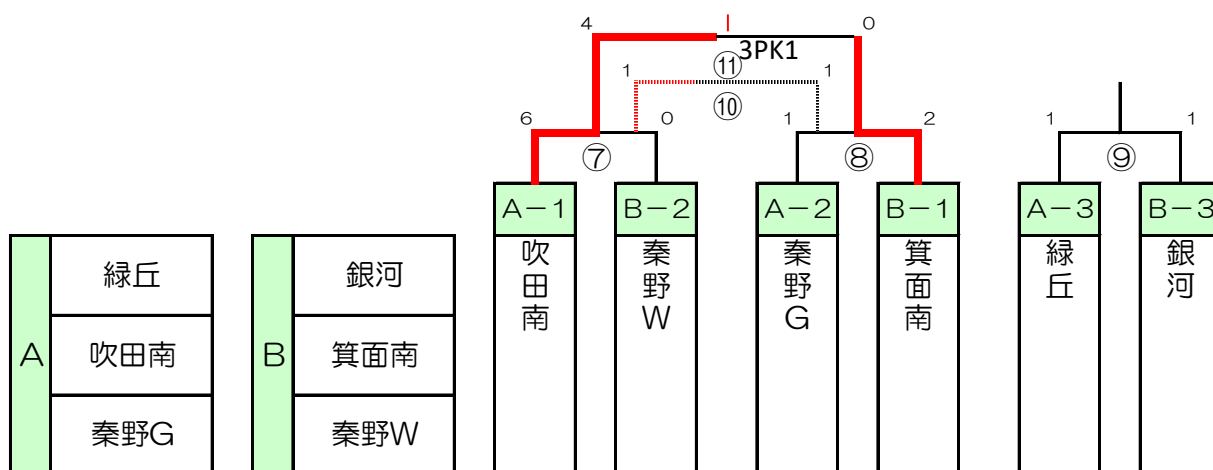 4 0
3PK1
1 ⑪ 1
⑩
6 0 1 2 1 1
⑦ ⑧ ⑨
A-1 B-2 A-2 B-1 A-3 B-3
吹田南 秦野W 秦野G 箕面南 緑丘 銀河
A
緑丘
吹田南
秦野G
B
銀河
箕面南
秦野W